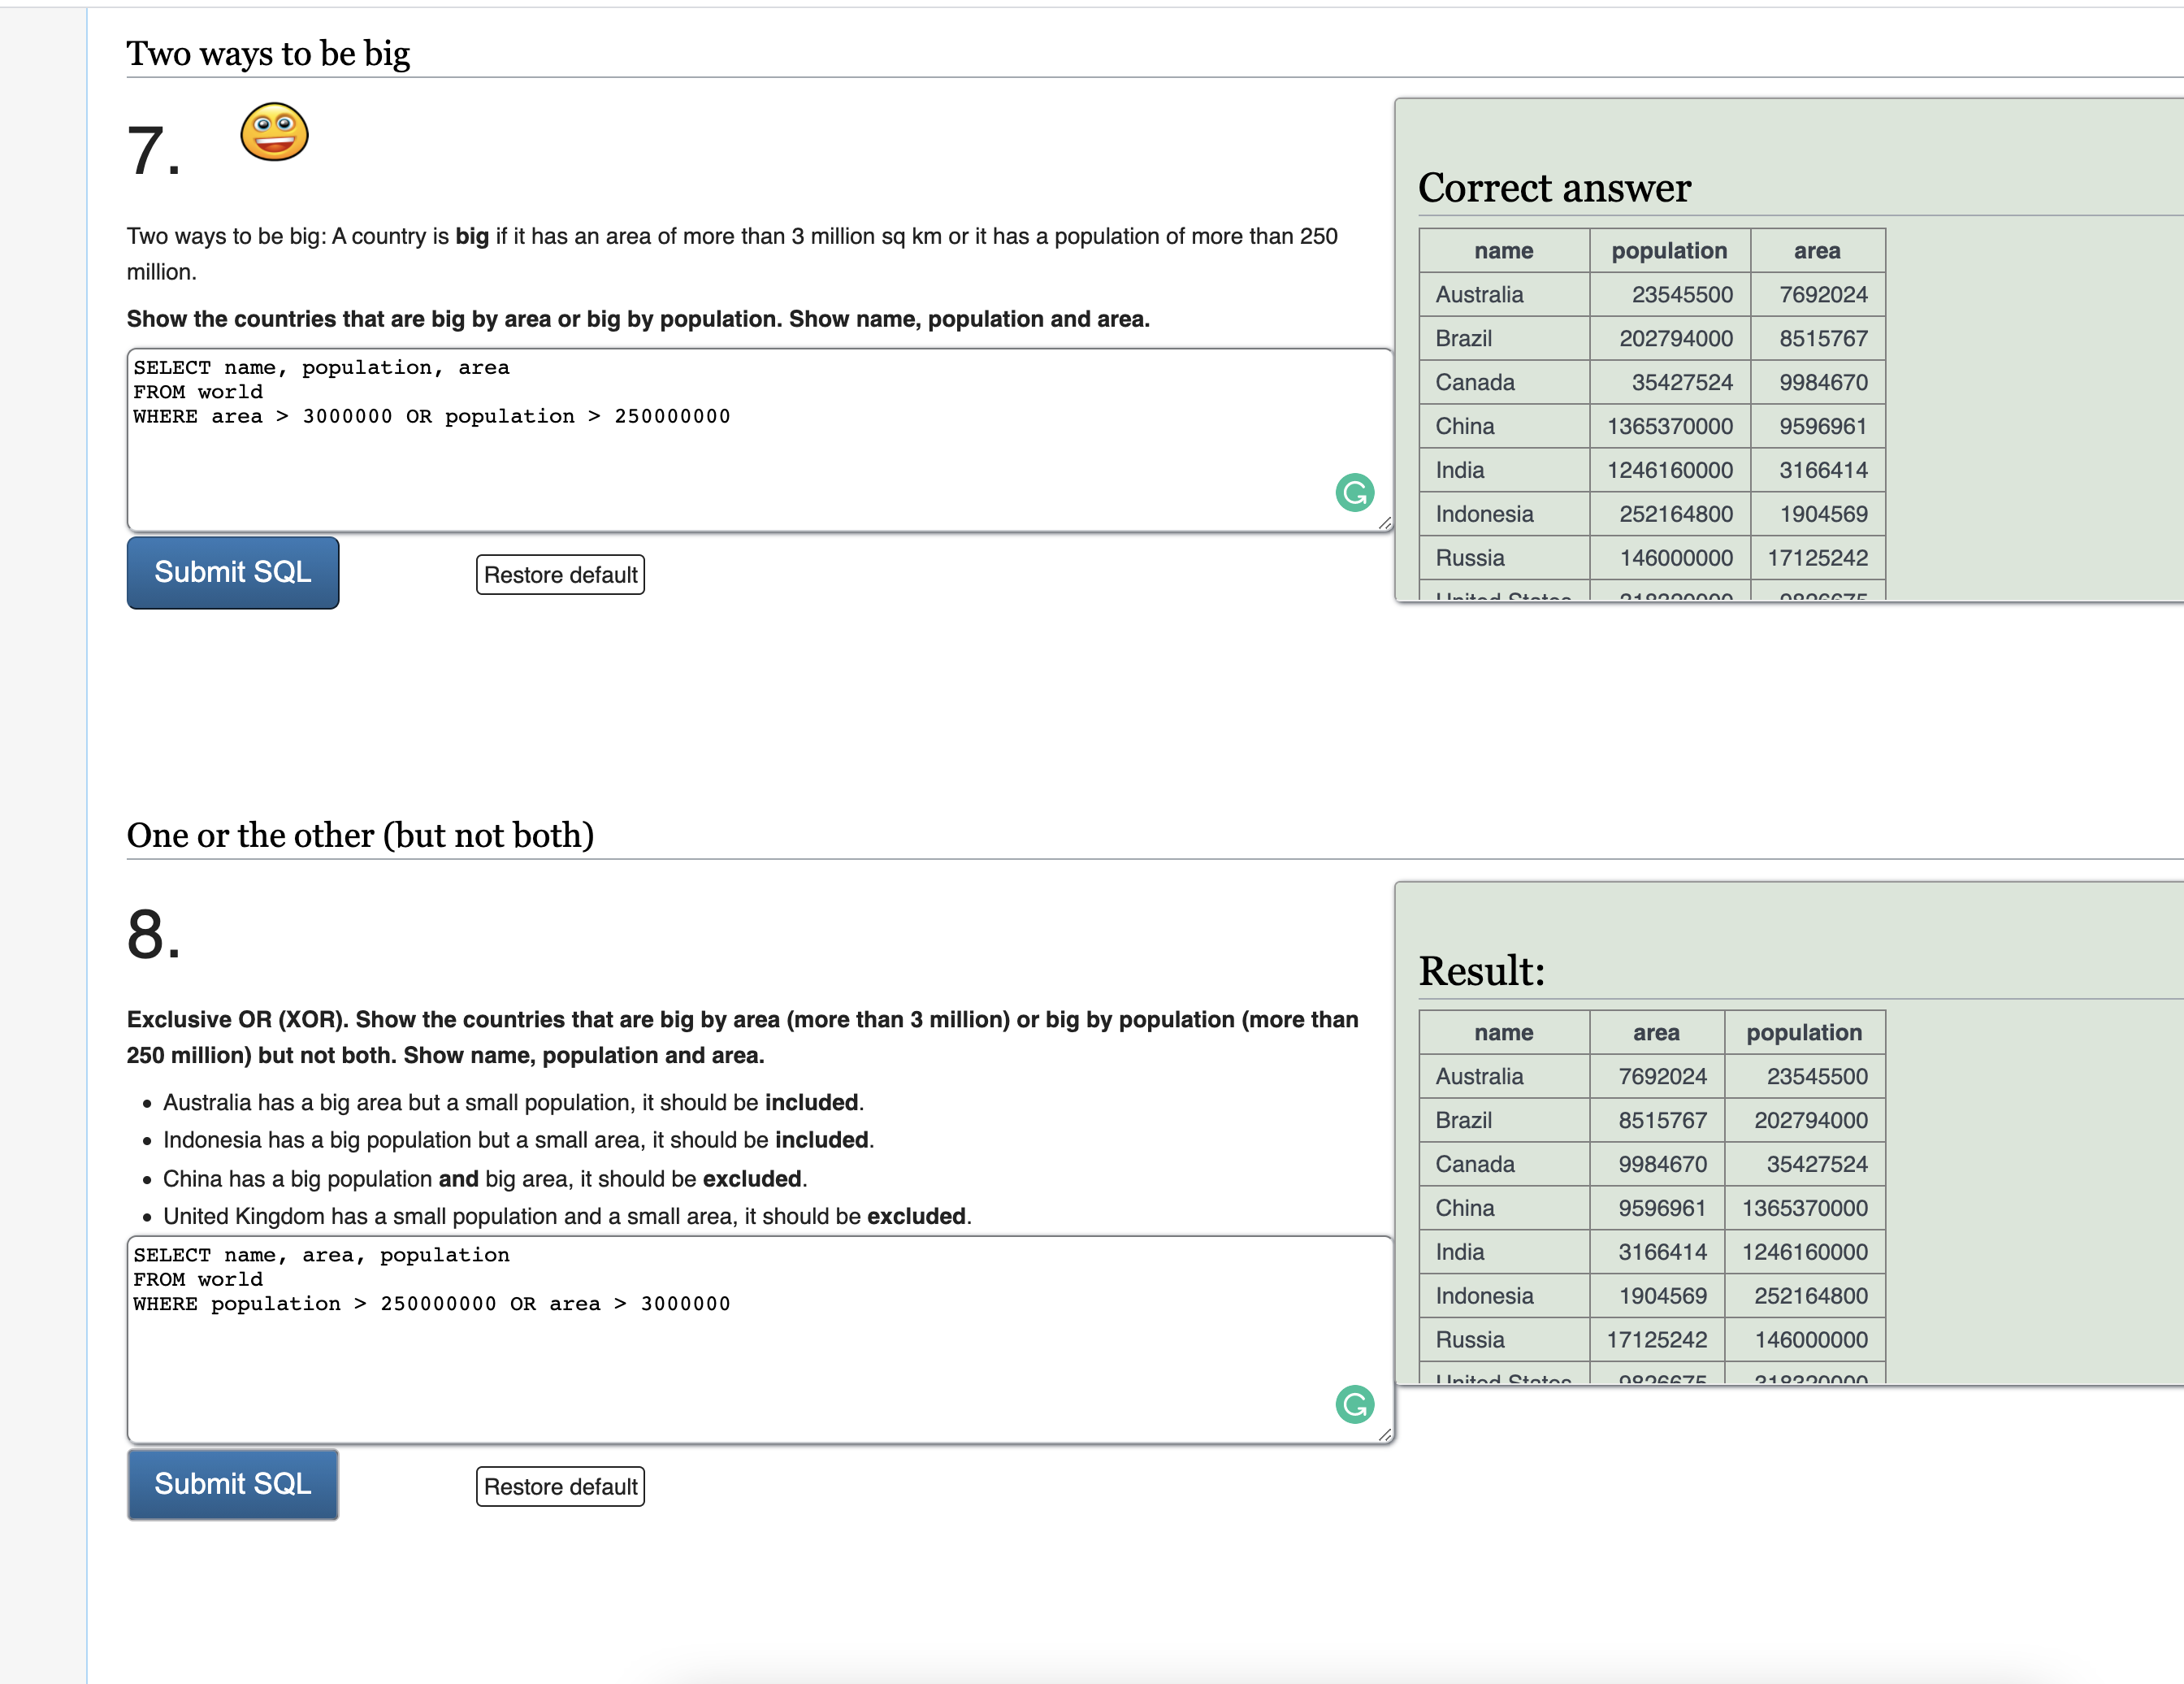 Two ways to be big
7.
Two ways to be big: A country is big if it has an area of more than 3 million sq km or it has a population of more than 250
million.
Show the countries that are big by area or big by population. Show name, population and area.
SELECT name, population, area
FROM world
WHERE area > 3000000 OR population > 250000000
Submit SQL
Restore default
Correct answer
name population area
Australia 23545500 7692024
Brazil 202794000 8515767
Canada 35427524 9984670
China 1365370000 9596961
India 1246160000 3166414
Indonesia 252164800 1904569
Russia 146000000 17125242
United States 318320000 9826675
One or the other (but not both)
8.
Exclusive OR (XOR). Show the countries that are big by area (more than 3 million) or big by population (more than
250 million) but not both. Show name, population and area.
• Australia has a big area but a small population, it should be included.
• Indonesia has a big population but a small area, it should be included.
• China has a big population and big area, it should be excluded.
• United Kingdom has a small population and a small area, it should be excluded.
SELECT name, area, population
FROM world
WHERE population > 250000000 OR area > 3000000
Submit SQL
Restore default
Result:
name area population
Australia 7692024 23545500
Brazil 8515767 202794000
Canada 9984670 35427524
China 9596961 1365370000
India 3166414 1246160000
Indonesia 1904569 252164800
Russia 17125242 146000000
United States 9826675 318320000